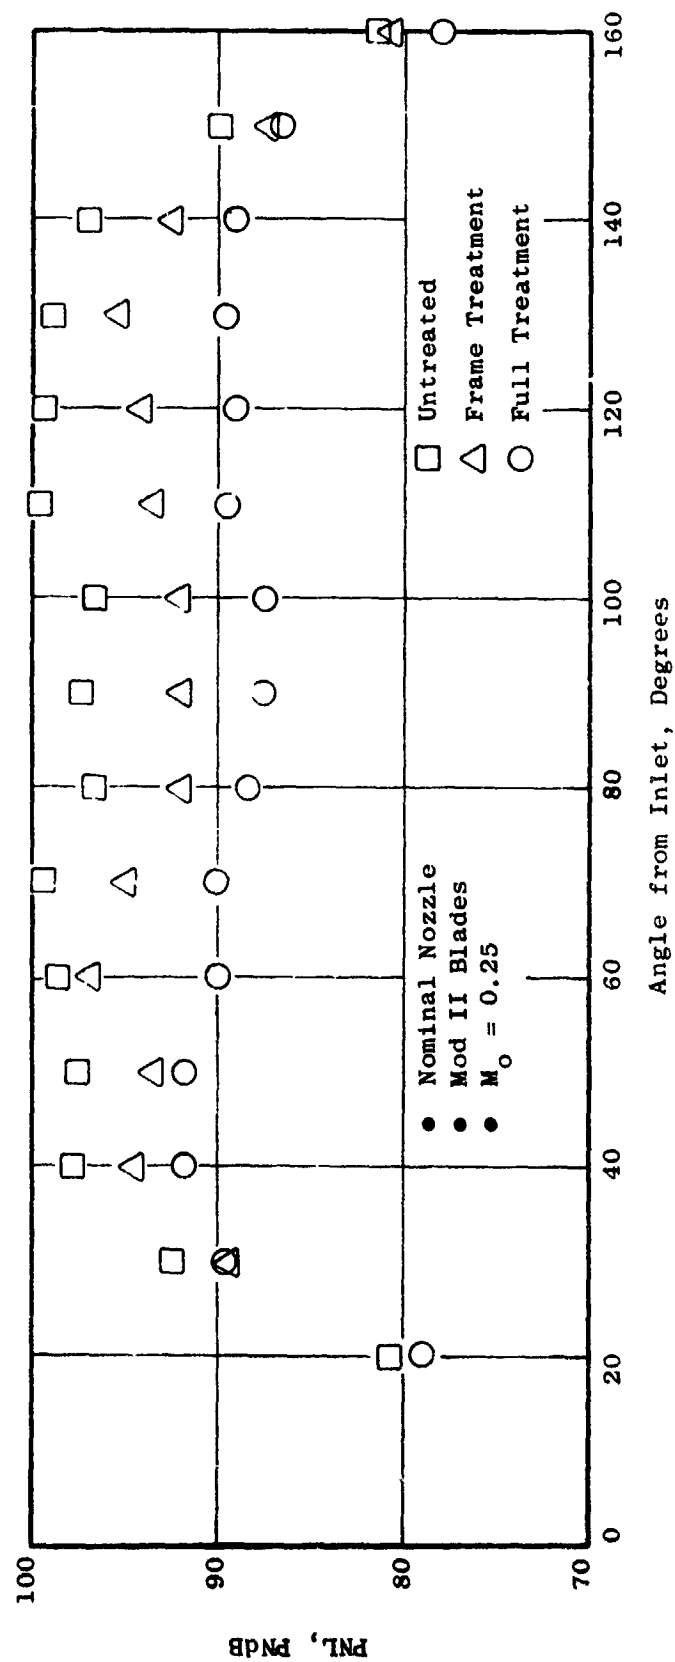 PNL, PNdB
100
90
80
70
0
20
40
60
80
100
120
140
160
Angle from Inlet, Degrees
● Nominal Nozzle
● Mod II Blades
● Mo = 0.25
□ Untreated
△ Frame Treatment
○ Full Treatment